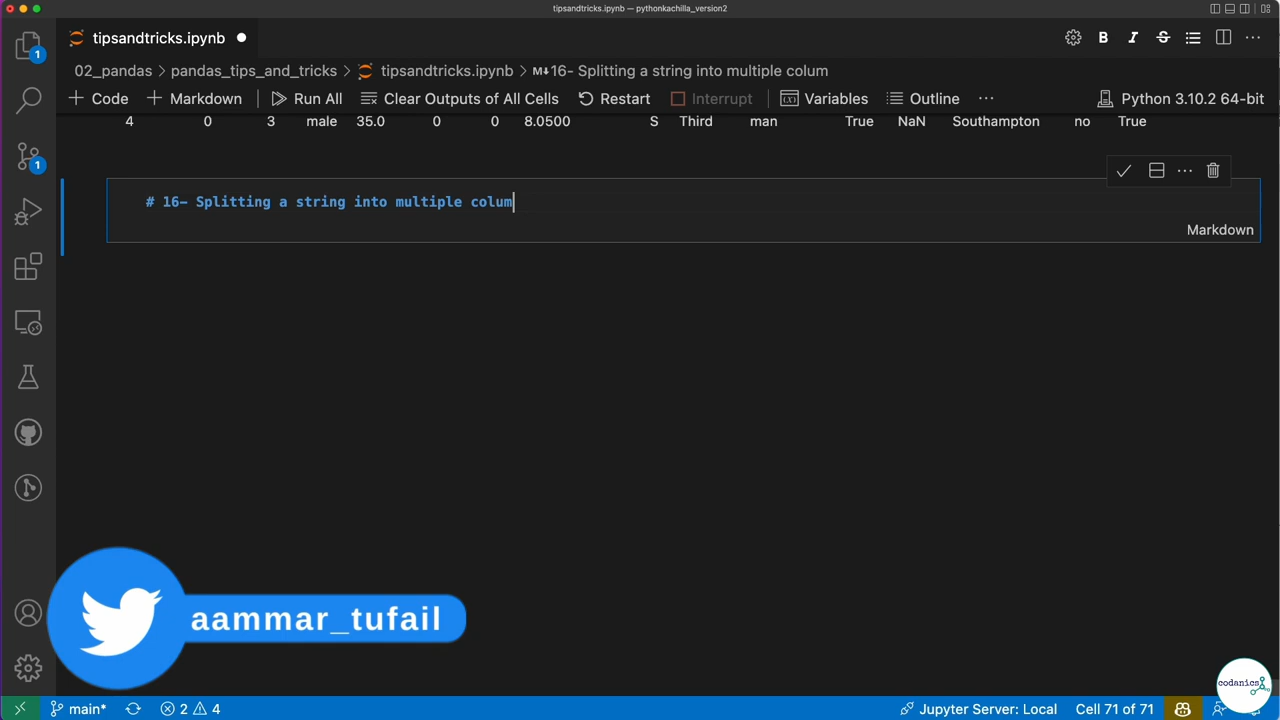 tipsandtricks.ipynb — pythonkachilla_version2
tipsandtricks.ipynb
02_pandas > pandas_tips_and_tricks > tipsandtricks.ipynb > M↓16- Splitting a string into multiple colum
+ Code + Markdown Run All Clear Outputs of All Cells Restart Interrupt Variables Outline ... Python 3.10.2 64-bit
4 0 3 male 35.0 0 0 8.0500 S Third man True NaN Southampton no True
# 16- Splitting a string into multiple colum
Markdown
1
1
aammar_tufail
codanics
main* 2 4 Jupyter Server: Local Cell 71 of 71